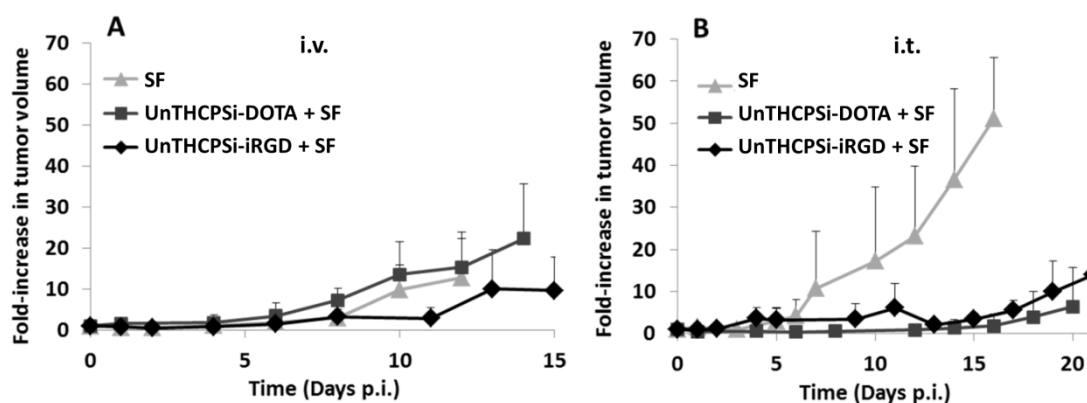 A
i.v.
Fold-increase in tumor volume
70
60
50
40
30
20
10
0
SF
UnTHCPSi-DOTA + SF
UnTHCPSi-iRGD + SF
0
5
10
15
Time (Days p.i.)
B
i.t.
Fold-increase in tumor volume
70
60
50
40
30
20
10
0
SF
UnTHCPSi-DOTA + SF
UnTHCPSi-iRGD + SF
0
5
10
15
20
Time (Days p.i.)